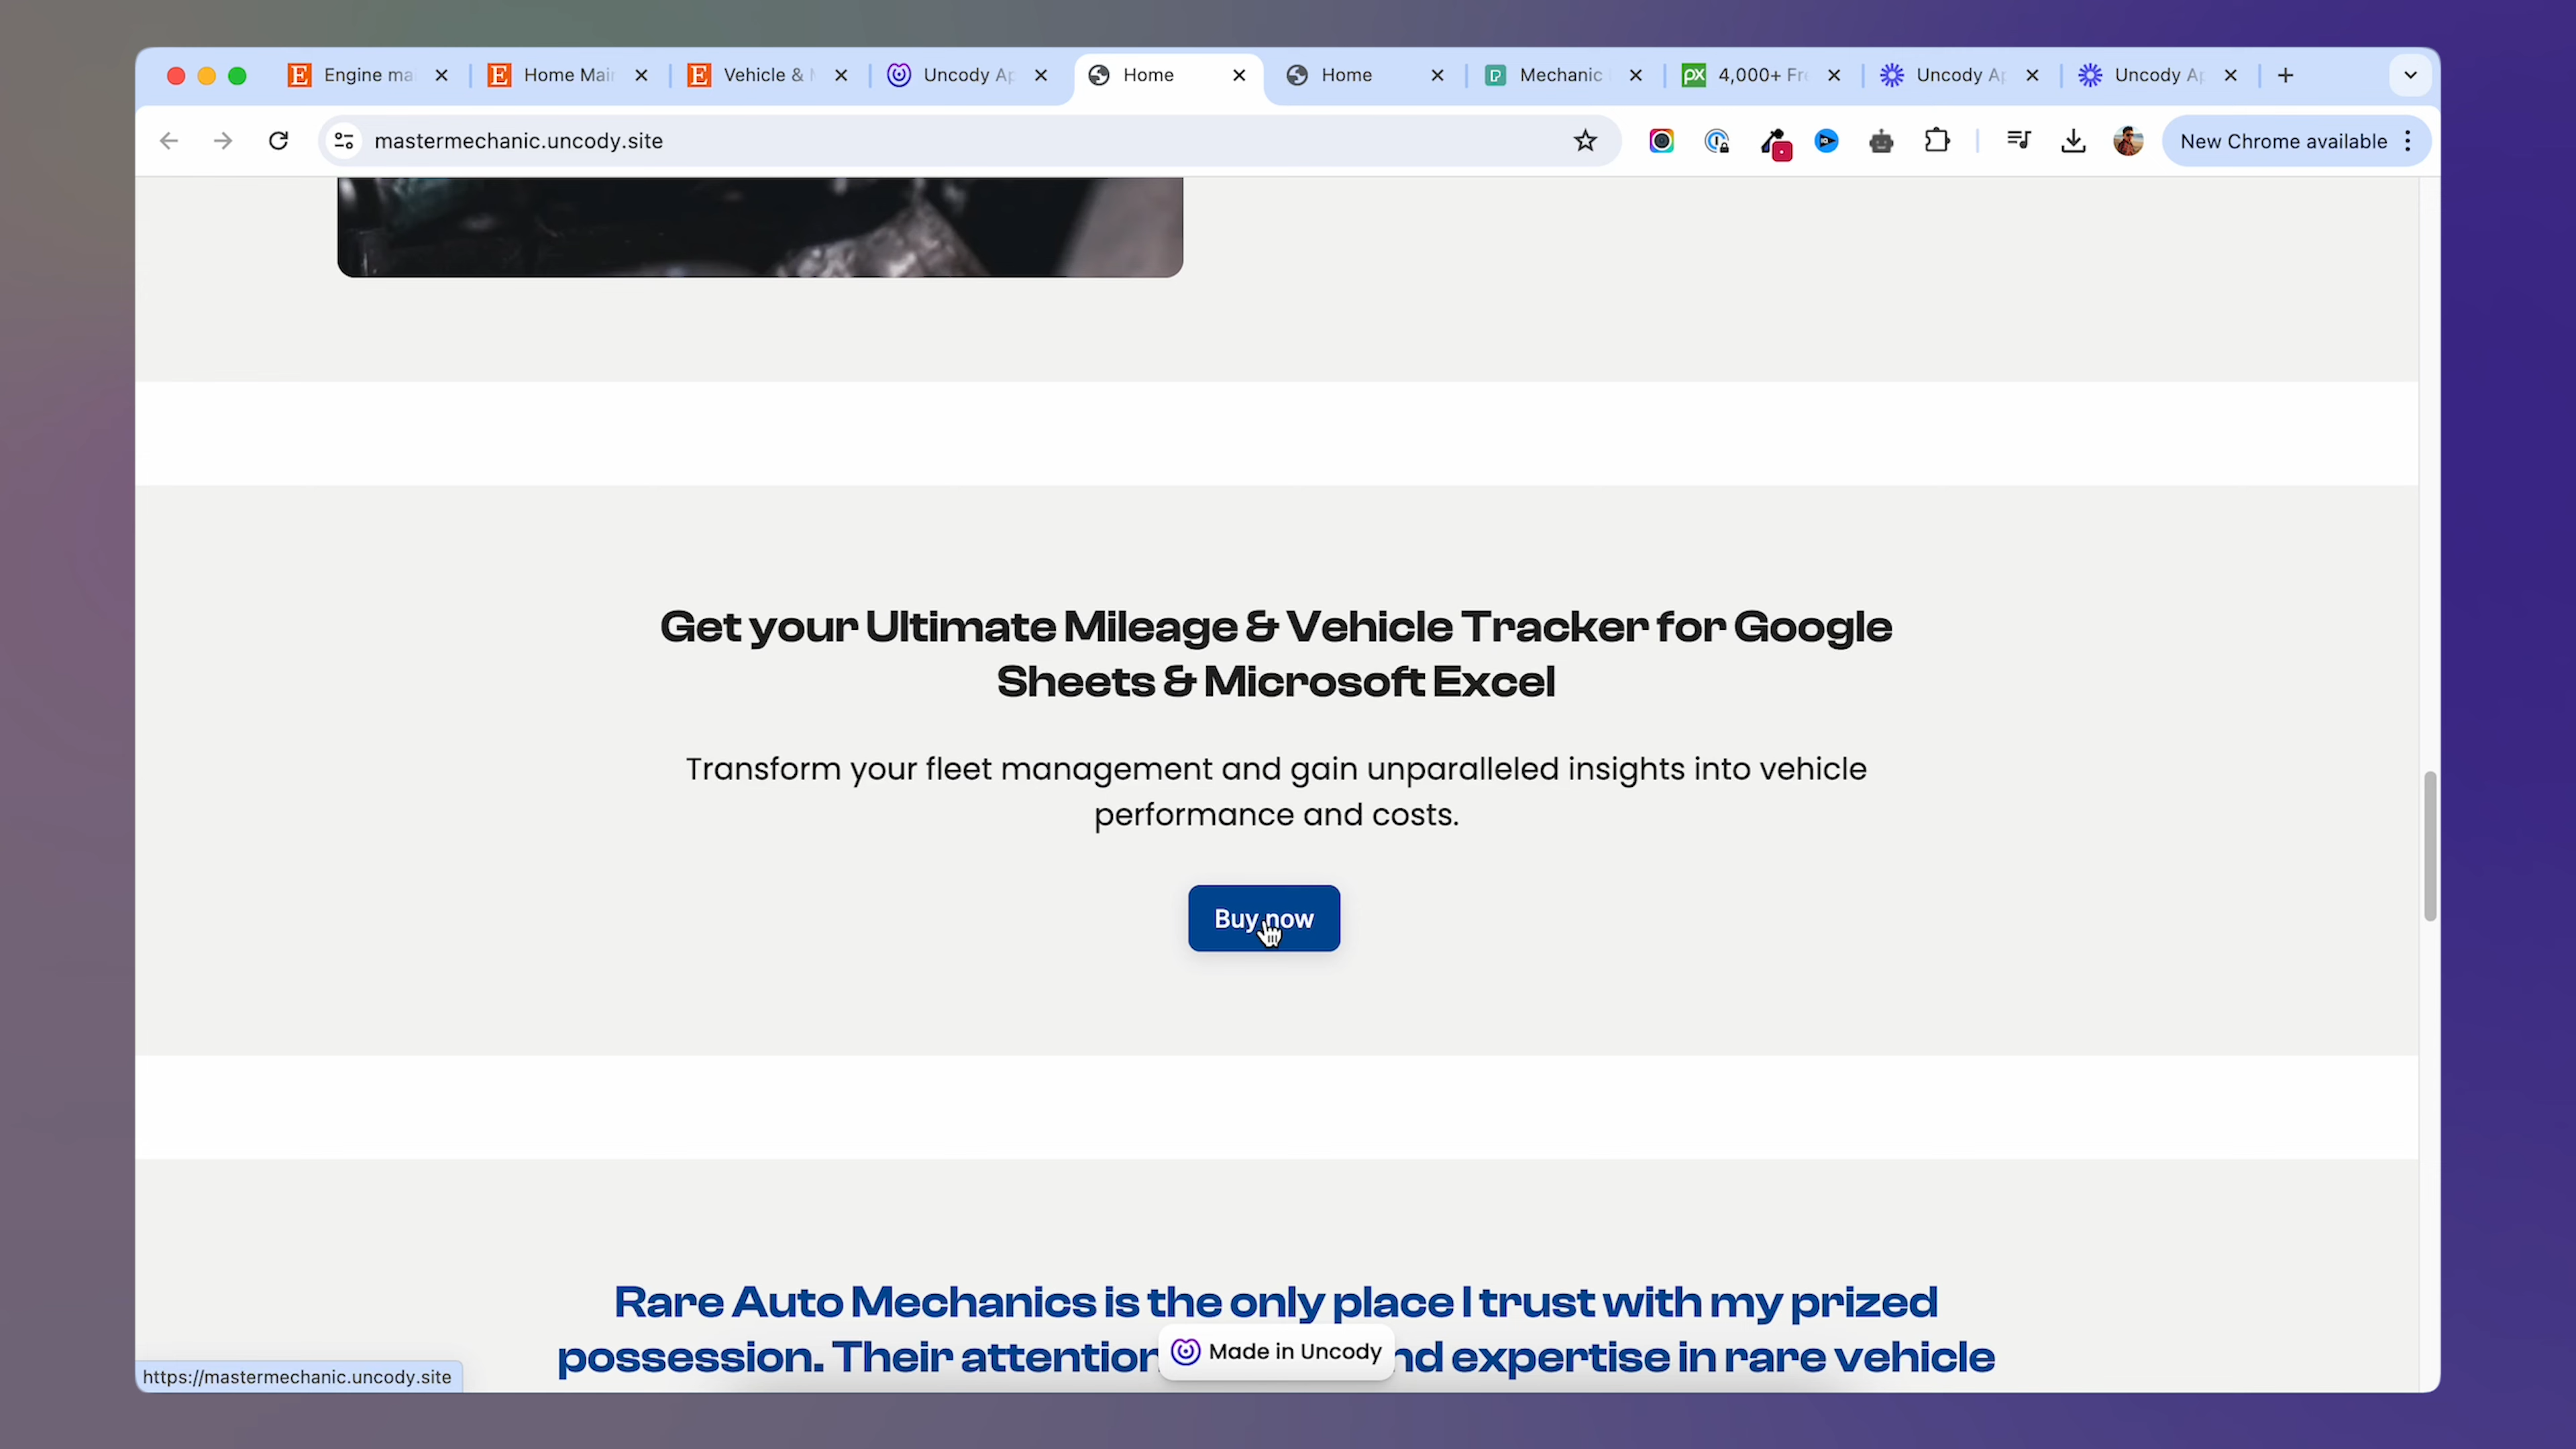 Engine ma
Home Mai
Vehicle &
Uncody Ap
Home
Home
Mechanic
4,000+ Fre
Uncody Ap
Uncody Ap
mastermechanic.uncody.site
New Chrome available
Get your Ultimate Mileage & Vehicle Tracker for Google
Sheets & Microsoft Excel
Transform your fleet management and gain unparalleled insights into vehicle
performance and costs.
Buy now
Rare Auto Mechanics is the only place I trust with my prized
possession. Their attention nd expertise in rare vehicle
Made in Uncody
https://mastermechanic.uncody.site